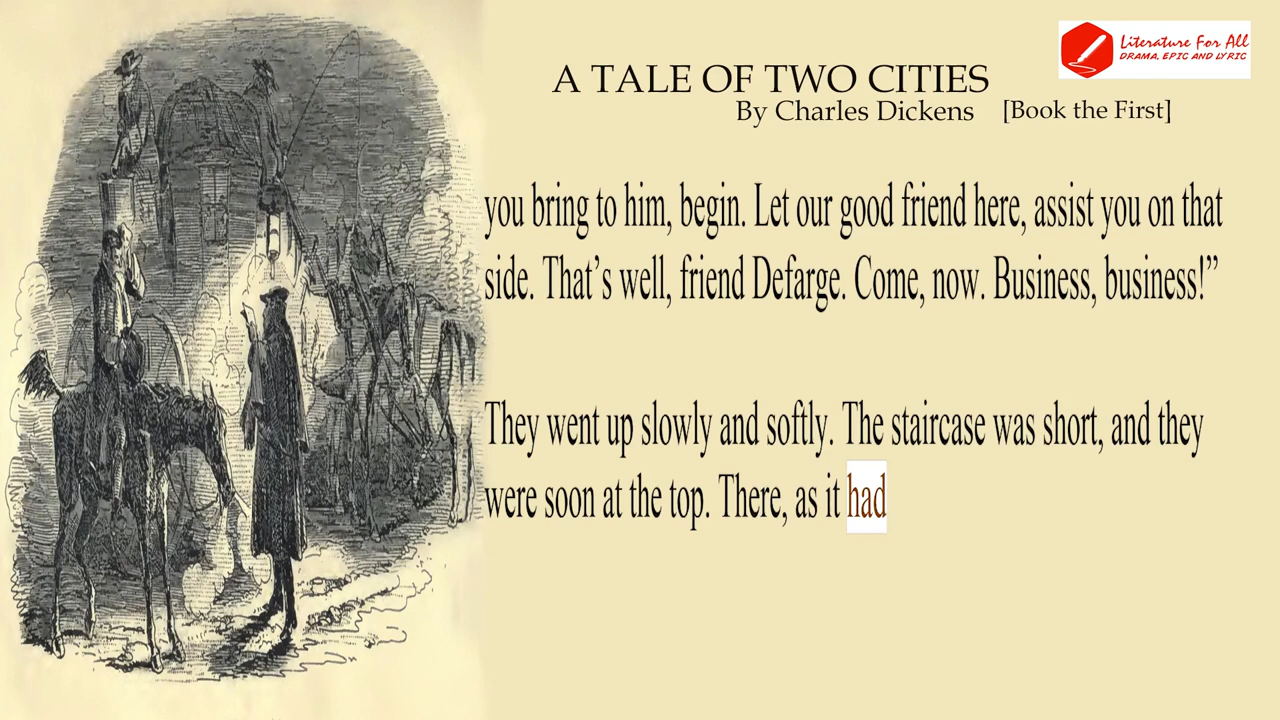 Literature For All
DRAMA, EPIC AND LYRIC
A TALE OF TWO CITIES
By Charles Dickens [Book the First]
you bring to him, begin. Let our good friend here, assist you on that
side. That’s well, friend Defarge. Come, now. Business, business!”
They went up slowly and softly. The staircase was short, and they
were soon at the top. There, as it had